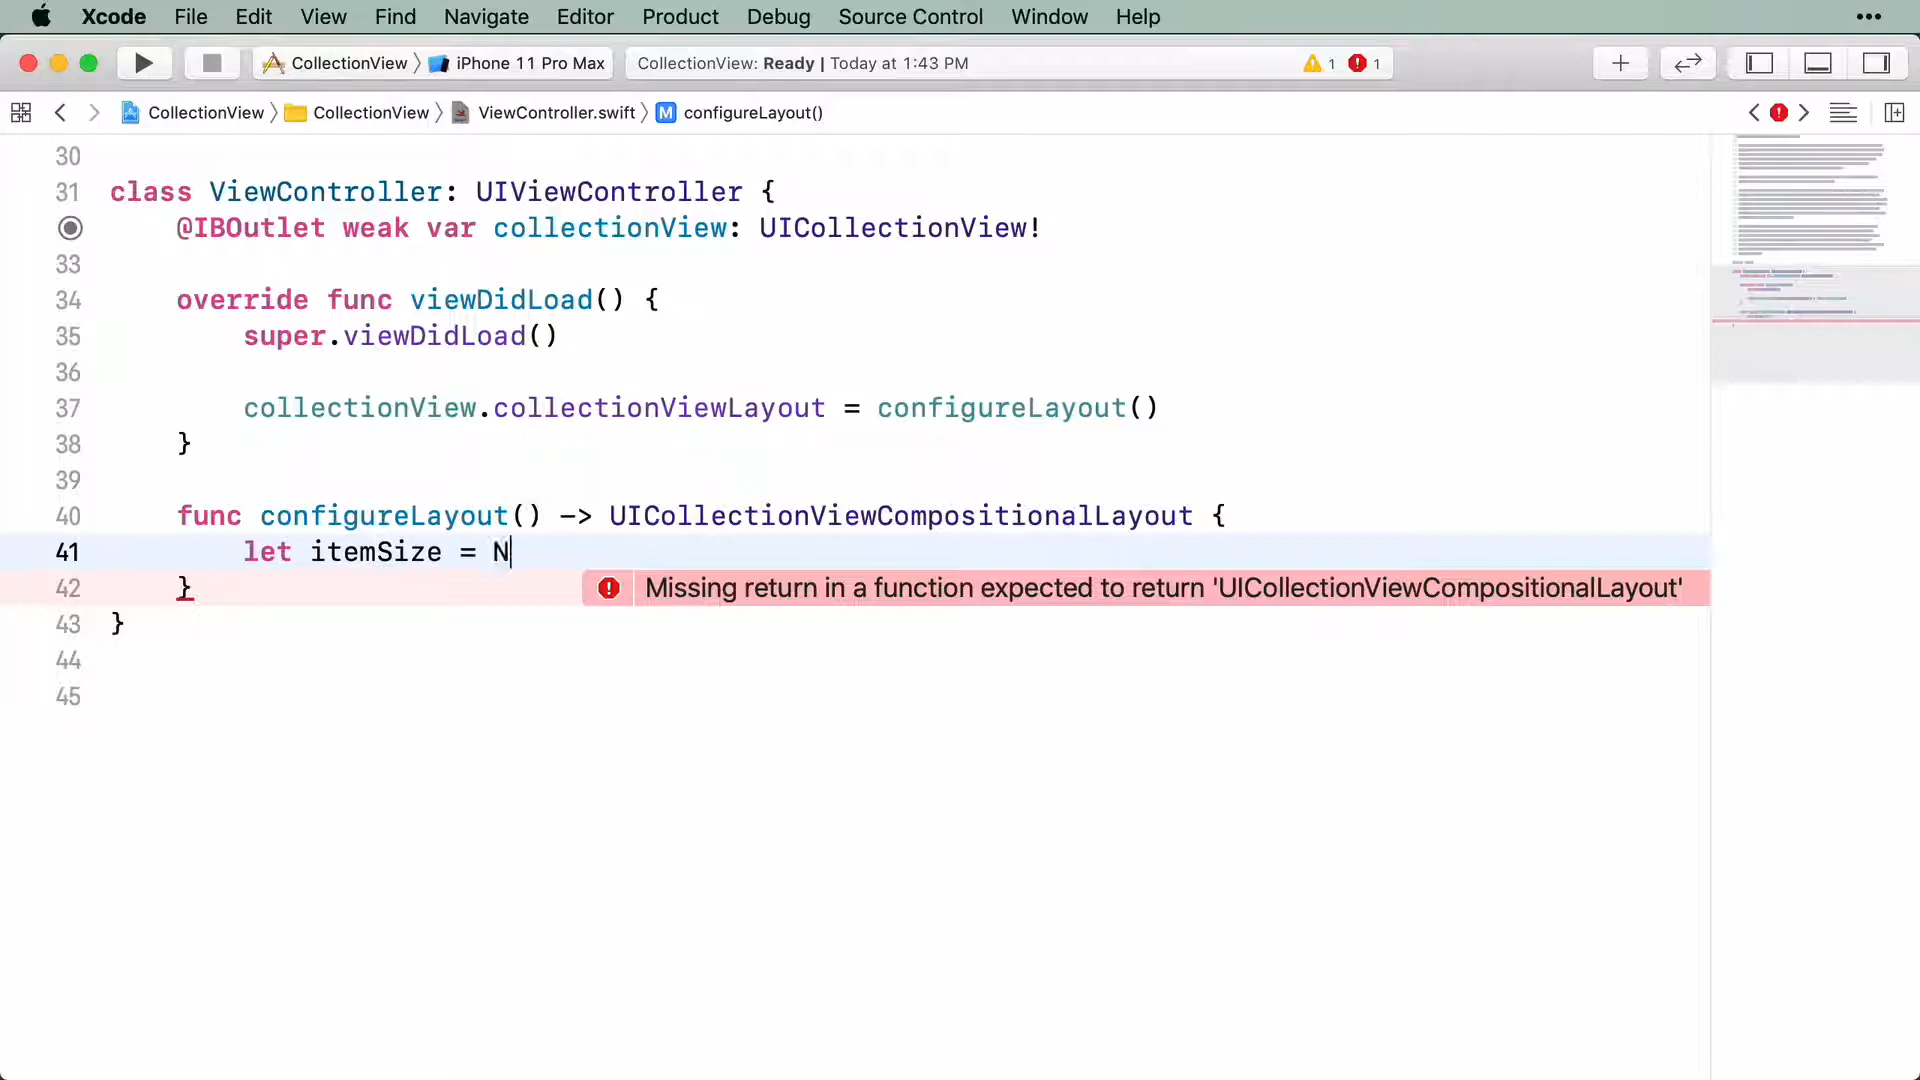 Xcode File Edit View Find Navigate Editor Product Debug Source Control Window Help •••
CollectionView 〉 iPhone 11 Pro Max CollectionView: Ready | Today at 1:43 PM 1 1
CollectionView 〉 CollectionView 〉 ViewController.swift 〉 M configureLayout()
30
31 class ViewController: UIViewController {
@IBOutlet weak var collectionView: UICollectionView!
33
34 override func viewDidLoad() {
35 super.viewDidLoad()
36
37 collectionView.collectionViewLayout = configureLayout()
38 }
39
40 func configureLayout() -> UICollectionViewCompositionalLayout {
41 let itemSize = N
42 } Missing return in a function expected to return 'UICollectionViewCompositionalLayout'
43 }
44
45